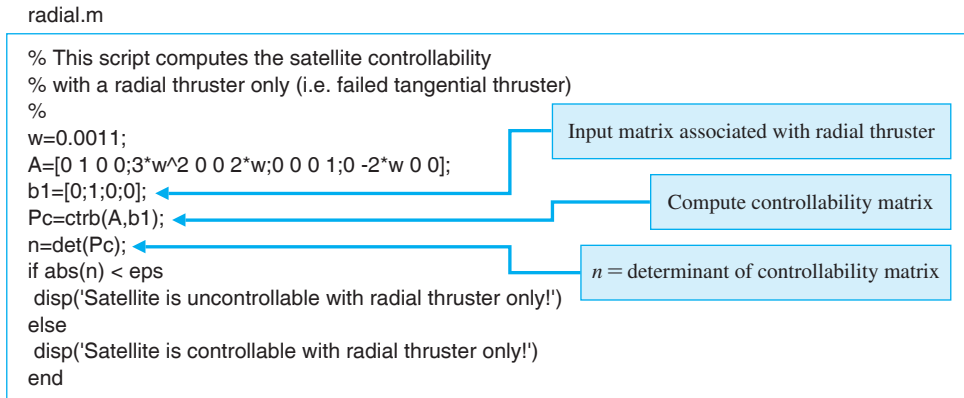 radial.m
% This script computes the satellite controllability
% with a radial thruster only (i.e. failed tangential thruster)
%
w=0.0011;
A=[0 1 0 0;3*w^2 0 0 2*w;0 0 0 1;0 -2*w 0 0];
b1=[0;1;0;0];
Pc=ctrb(A,b1);
n=det(Pc);
if abs(n) < eps
disp('Satellite is uncontrollable with radial thruster only!')
else
disp('Satellite is controllable with radial thruster only!')
end
Input matrix associated with radial thruster
Compute controllability matrix
n = determinant of controllability matrix